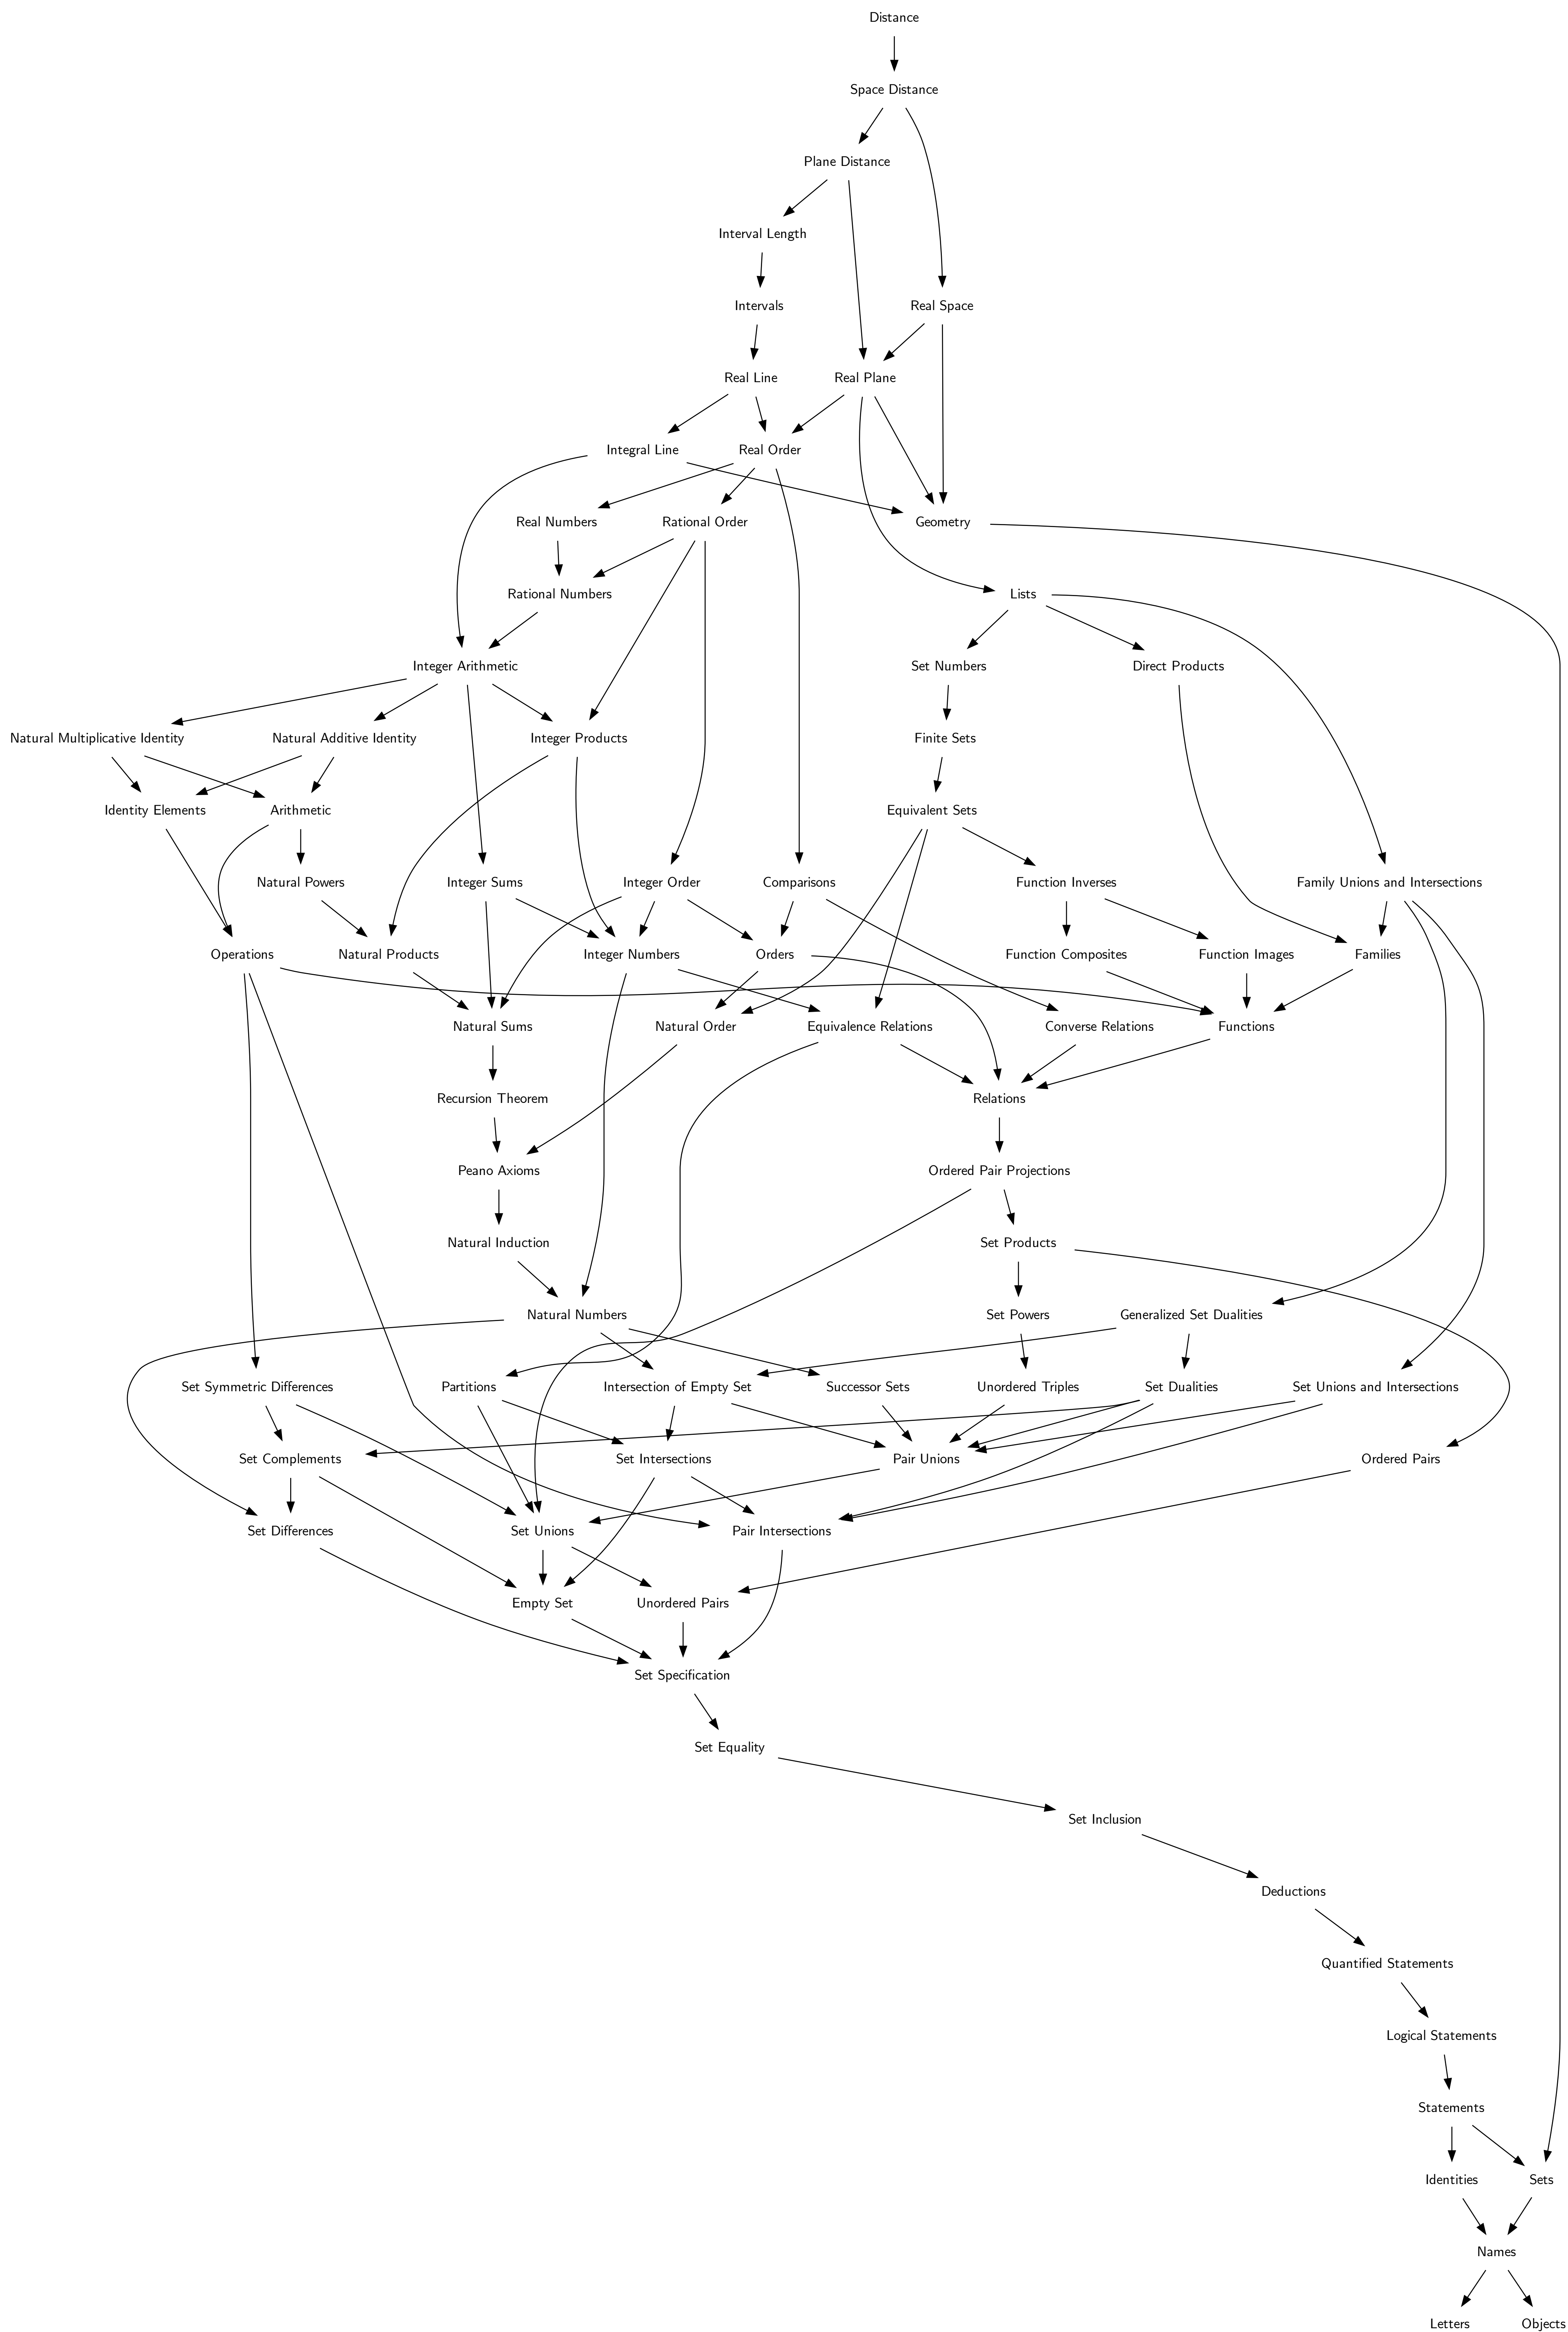 Distance
Space Distance
Plane Distance
Interval Length
Intervals
Real Space
Real Line
Real Plane
Integral Line
Real Order
Real Numbers
Rational Order
Geometry
Rational Numbers
Lists
Integer Arithmetic
Set Numbers
Direct Products
Natural Multiplicative Identity
Natural Additive Identity
Integer Products
Finite Sets
Identity Elements
Arithmetic
Equivalent Sets
Natural Powers
Integer Sums
Integer Order
Comparisons
Function Inverses
Family Unions and Intersections
Operations
Natural Products
Integer Numbers
Orders
Function Composites
Function Images
Families
Natural Sums
Natural Order
Equivalence Relations
Converse Relations
Functions
Recursion Theorem
Relations
Peano Axioms
Ordered Pair Projections
Natural Induction
Set Products
Natural Numbers
Set Powers
Generalized Set Dualities
Set Symmetric Differences
Partitions
Intersection of Empty Set
Successor Sets
Unordered Triples
Set Dualities
Set Unions and Intersections
Set Complements
Set Intersections
Pair Unions
Ordered Pairs
Set Differences
Set Unions
Pair Intersections
Empty Set
Unordered Pairs
Set Specification
Set Equality
Set Inclusion
Deductions
Quantified Statements
Logical Statements
Statements
Identities
Sets
Names
Letters
Objects